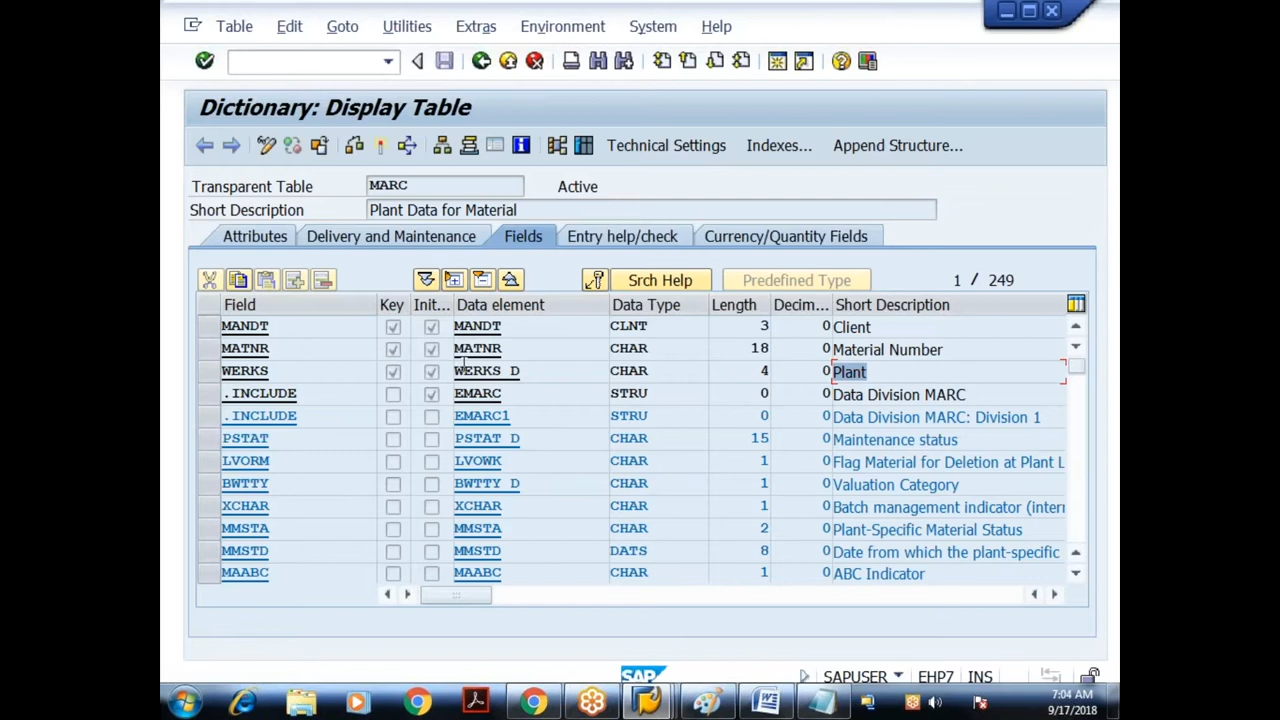 Table Edit Goto Utilities Extras Environment System Help
Dictionary: Display Table
Technical Settings Indexes... Append Structure...
Transparent Table MARC Active
Short Description Plant Data for Material
Attributes Delivery and Maintenance Fields Entry help/check Currency/Quantity Fields
Srch Help Predefined Type 1 / 249
Field Key Init... Data element Data Type Length Decim... Short Description
MANDT MANDT CLNT 3 0 Client
MATNR MATNR CHAR 18 0 Material Number
WERKS WERKS_D CHAR 4 0 Plant
.INCLUDE EMARC STRU 0 0 Data Division MARC
.INCLUDE EMARC1 STRU 0 0 Data Division MARC: Division 1
PSTAT PSTAT_D CHAR 15 0 Maintenance status
LVORM LVOWK CHAR 1 0 Flag Material for Deletion at Plant L
BWTTY BWTTY_D CHAR 1 0 Valuation Category
XCHAR XCHAR CHAR 1 0 Batch management indicator (inter
MMSTA MMSTA CHAR 2 0 Plant-Specific Material Status
MMSTD MMSTD DATS 8 0 Date from which the plant-specific
MAABC MAABC CHAR 1 0 ABC Indicator
SAP SAPUSER EHP7 INS
7:04 AM
9/17/2018